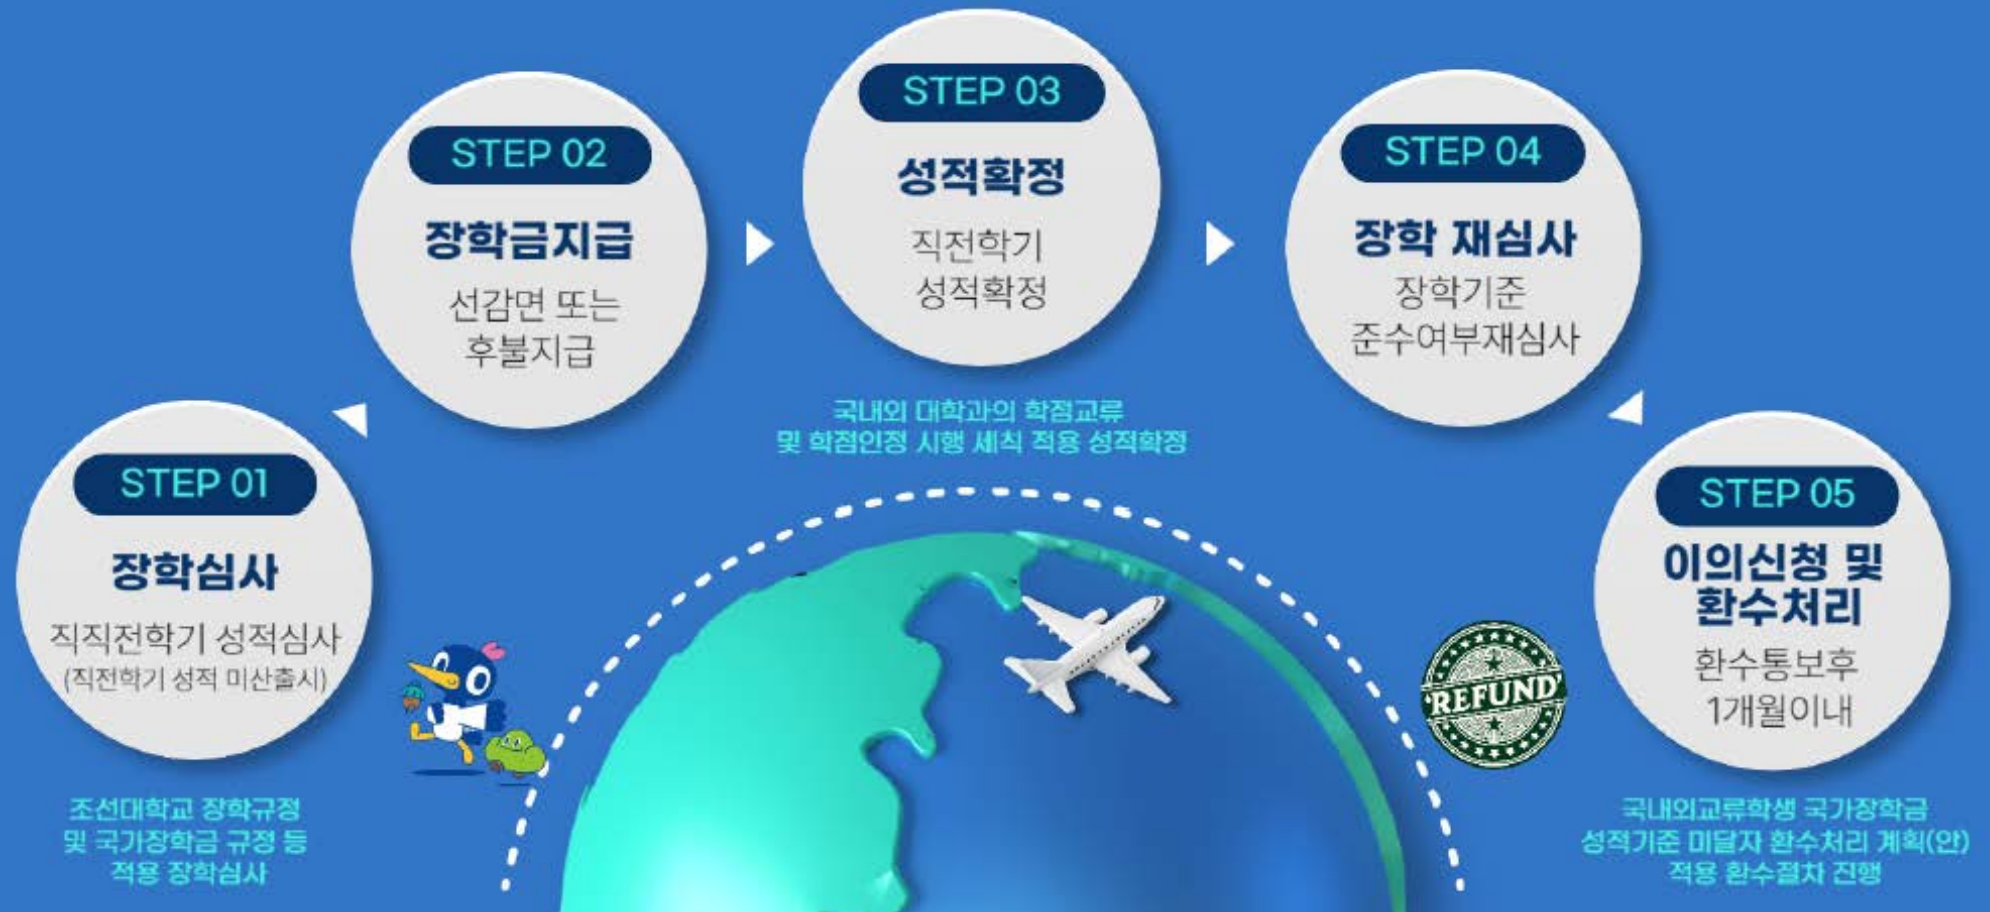 STEP 01
장학심사
직직전학기 성적심사
(직전학기 성적 미산출시)
조선대학교 장학규정
및 국가장학금 규정 등
적용 장학심사
STEP 02
장학금지급
선감면 또는
후불지급
STEP 03
성적확정
직전학기
성적확정
국내외 대학과의 학점교류
및 학점인정 시행 세칙 적용 성적확정
STEP 04
장학 재심사
장학기준
준수여부재심사
STEP 05
이의신청 및
환수처리
환수통보후
1개월이내
국내외교류학생 국가장학금
성적기준 미달자 환수처리 계획(안)
적용 환수절차 진행
REFUND